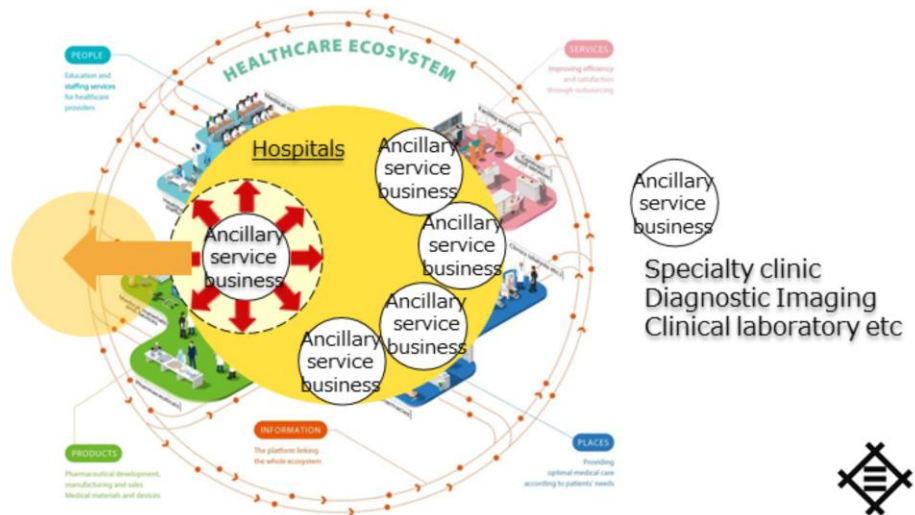 HEALTHCARE ECOSYSTEM
PEOPLE
Education and
staffing services
for healthcare
providers
SERVICES
Improving efficiency
and satisfaction
through outsourcing
Hospitals
Ancillary
service
business
Ancillary
service
business
Ancillary
service
business
Ancillary
service
business
Ancillary
service
business
Ancillary
service
business
Specialty clinic
Diagnostic Imaging
Clinical laboratory etc
Pharmaceuticals
PRODUCTS
Pharmaceutical development,
manufacturing and sales
Medical materials and devices
INFORMATION
The platform linking
the whole ecosystem
PLACES
Providing
optimal medical care
according to patients' needs